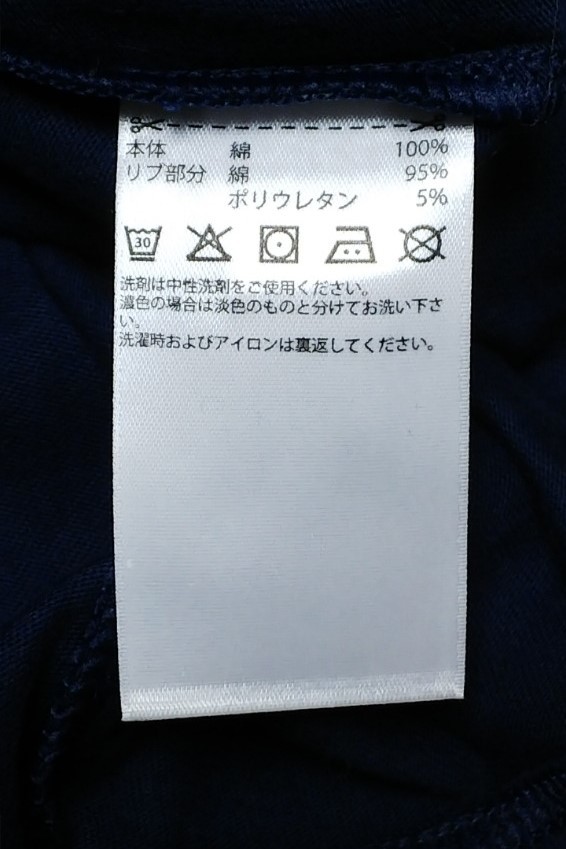 本体 綿 100%
リブ部分 綿 95%
ポリウレタン 5%
30
洗剤は中性洗剤をご使用ください。
濃色の場合は淡色のものと分けてお洗い下さ
い。
洗濯時およびアイロンは裏返してください。